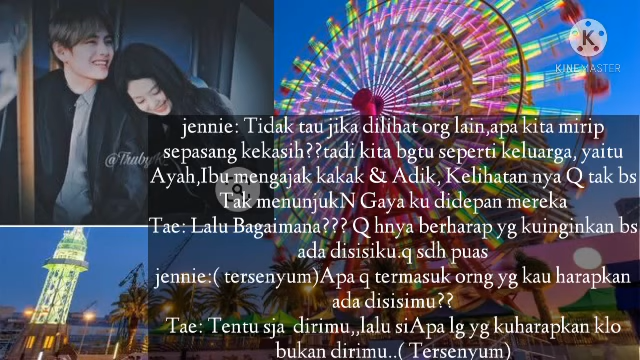 KINEMASTER
jennie: Tidak tau jika dilihat org lain,apa kita mirip
sepasang kekasih??tadi kita bgtu seperti keluarga, yaitu
Ayah,Ibu mengajak kakak & Adik, Kelihatan nya Q tak bs
Tak menunjukN Gaya ku didepan mereka
Tae: Lalu Bagaimana??? Q hnya berharap yg kuinginkan bs
ada disisiku.q sdh puas
jennie:( tersenyum)Apa q termasuk orng yg kau harapkan
ada disisimu??
Tae: Tentu sja dirimu,,lalu siApa lg yg kuharapkan klo
bukan dirimu..( Tersenyum)